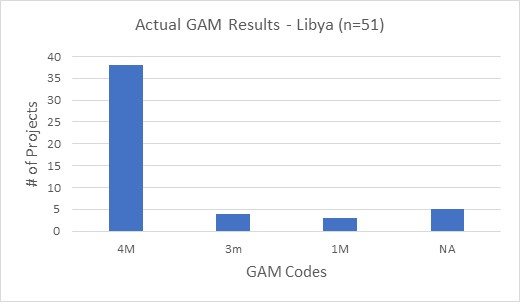 Actual GAM Results - Libya (n=51)
40
35
30
25
20
15
10
5
0
# of Projects
4M
3m
1M
NA
GAM Codes